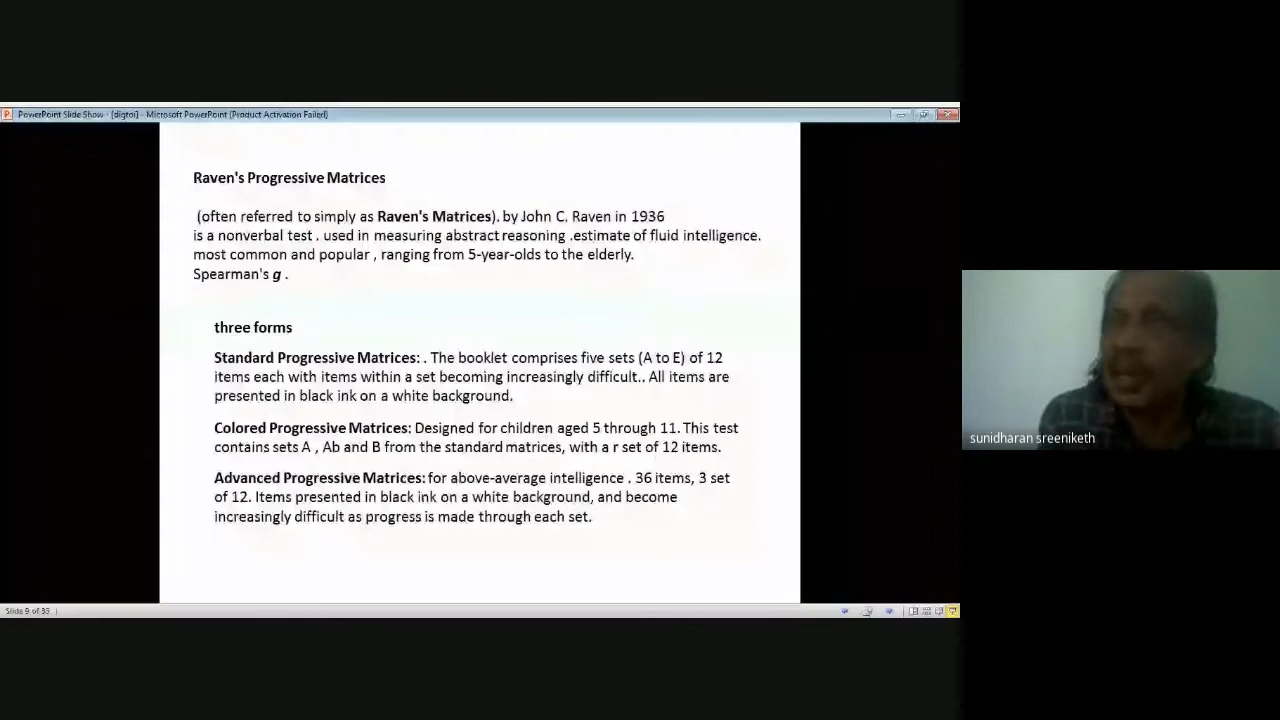 PowerPoint Slide Show - [digtoi] - Microsoft PowerPoint [Product Activation Failed]
Raven's Progressive Matrices
(often referred to simply as Raven's Matrices). by John C. Raven in 1936
is a nonverbal test . used in measuring abstract reasoning .estimate of fluid intelligence.
most common and popular , ranging from 5-year-olds to the elderly.
Spearman's g .
three forms
Standard Progressive Matrices: . The booklet comprises five sets (A to E) of 12
items each with items within a set becoming increasingly difficult.. All items are
presented in black ink on a white background.
Colored Progressive Matrices: Designed for children aged 5 through 11. This test
contains sets A , Ab and B from the standard matrices, with a r set of 12 items.
Advanced Progressive Matrices: for above-average intelligence . 36 items, 3 set
of 12. Items presented in black ink on a white background, and become
increasingly difficult as progress is made through each set.
sunidharan sreeniketh
Slide 9 of